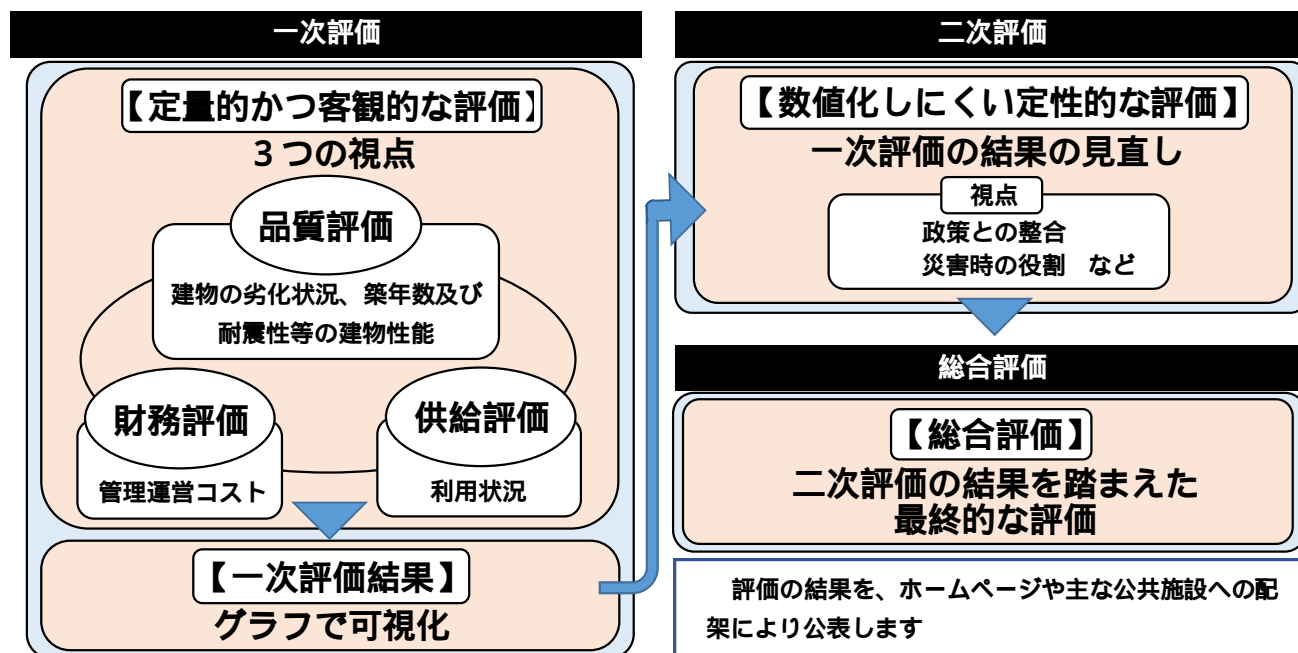 一次評価
【定量的かつ客観的な評価】
３つの視点
品質評価
建物の劣化状況、築年数及び
耐震性等の建物性能
財務評価
管理運営コスト
供給評価
利用状況
【一次評価結果】
グラフで可視化
二次評価
【数値化しにくい定性的な評価】
一次評価の結果の見直し
視点
政策との整合
災害時の役割　など
総合評価
【総合評価】
二次評価の結果を踏まえた
最終的な評価
評価の結果を、ホームページや主な公共施設への配
架により公表します